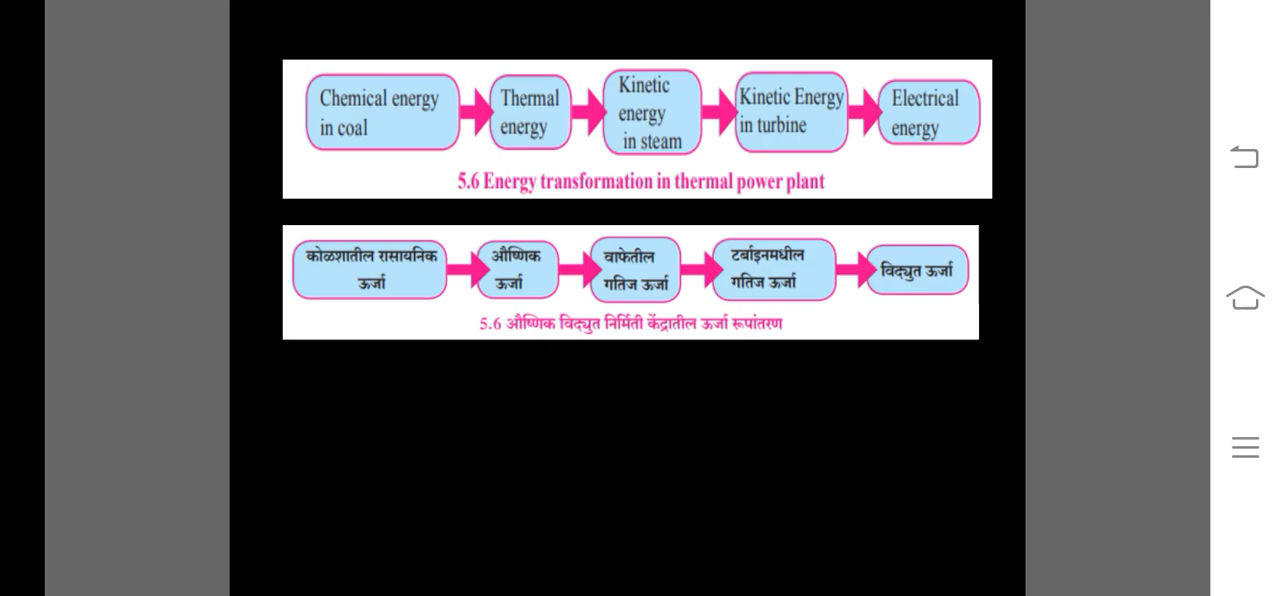 Chemical energy
in coal
Thermal
energy
Kinetic
energy
in steam
Kinetic Energy
in turbine
Electrical
energy
5.6 Energy transformation in thermal power plant
कोळशातील रासायनिक
ऊर्जा
औष्णिक
ऊर्जा
वाफेतील
गतिज ऊर्जा
टर्बाइनमधील
गतिज ऊर्जा
विद्युत ऊर्जा
5.6 औष्णिक विद्युत निर्मिती केंद्रातील ऊर्जा रूपांतरण